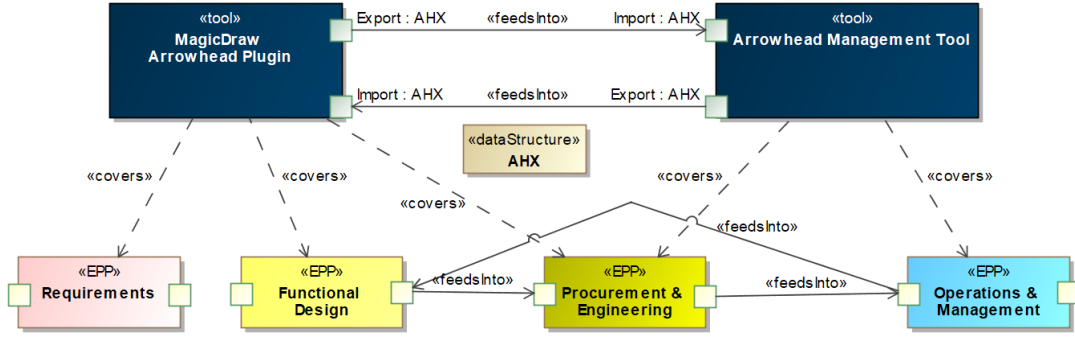 «tool»
MagicDraw
Arrowhead Plugin
Export : AHX
«feedsInto»
Import : AHX
«tool»
Arrowhead Management Tool
Import : AHX
«feedsInto»
Export : AHX
«dataStructure»
AHX
«covers»
«covers»
«covers»
«covers»
«covers»
«feedsInto»
«EPP»
Requirements
«EPP»
Functional
Design
«feedsInto»
«EPP»
Procurement &
Engineering
«feedsInto»
«EPP»
Operations &
Management